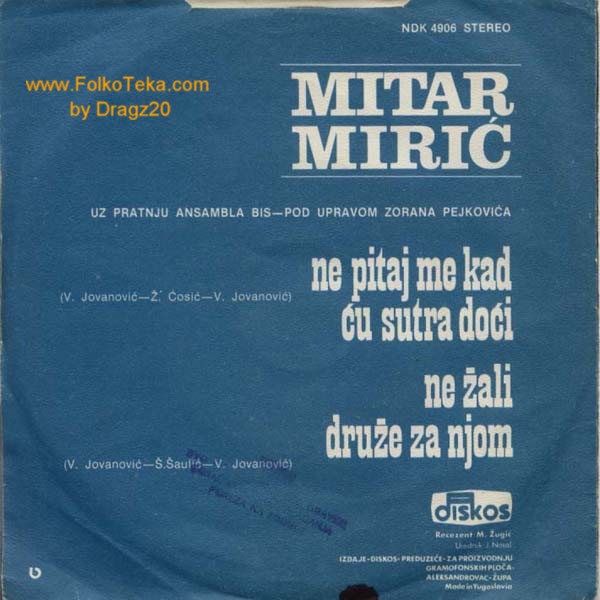 NDK 4906 STEREO
www.FolkoTeka.com
by Dragz20
MITAR
MIRIĆ
UZ PRATNJU ANSAMBLA BIS—POD UPRAVOM ZORANA PEJKOVIĆA
ne pitaj me kad
(V. Jovanović—Ž. Ćosić—V. Jovanović)
ću sutra doći
ne žali
druže za njom
(V. Jovanović—Š.Šaulić—V. Jovanović)
diskos
Recezent M. Žugić
Urednik J.
IZDAJE-DISKOS-PREDUZEĆE-ZA PROIZVODNJU
GRAMOFONSKIH PLOČA-
ALEKSANDROVAC-ŽUPA
Made in Yugoslavia